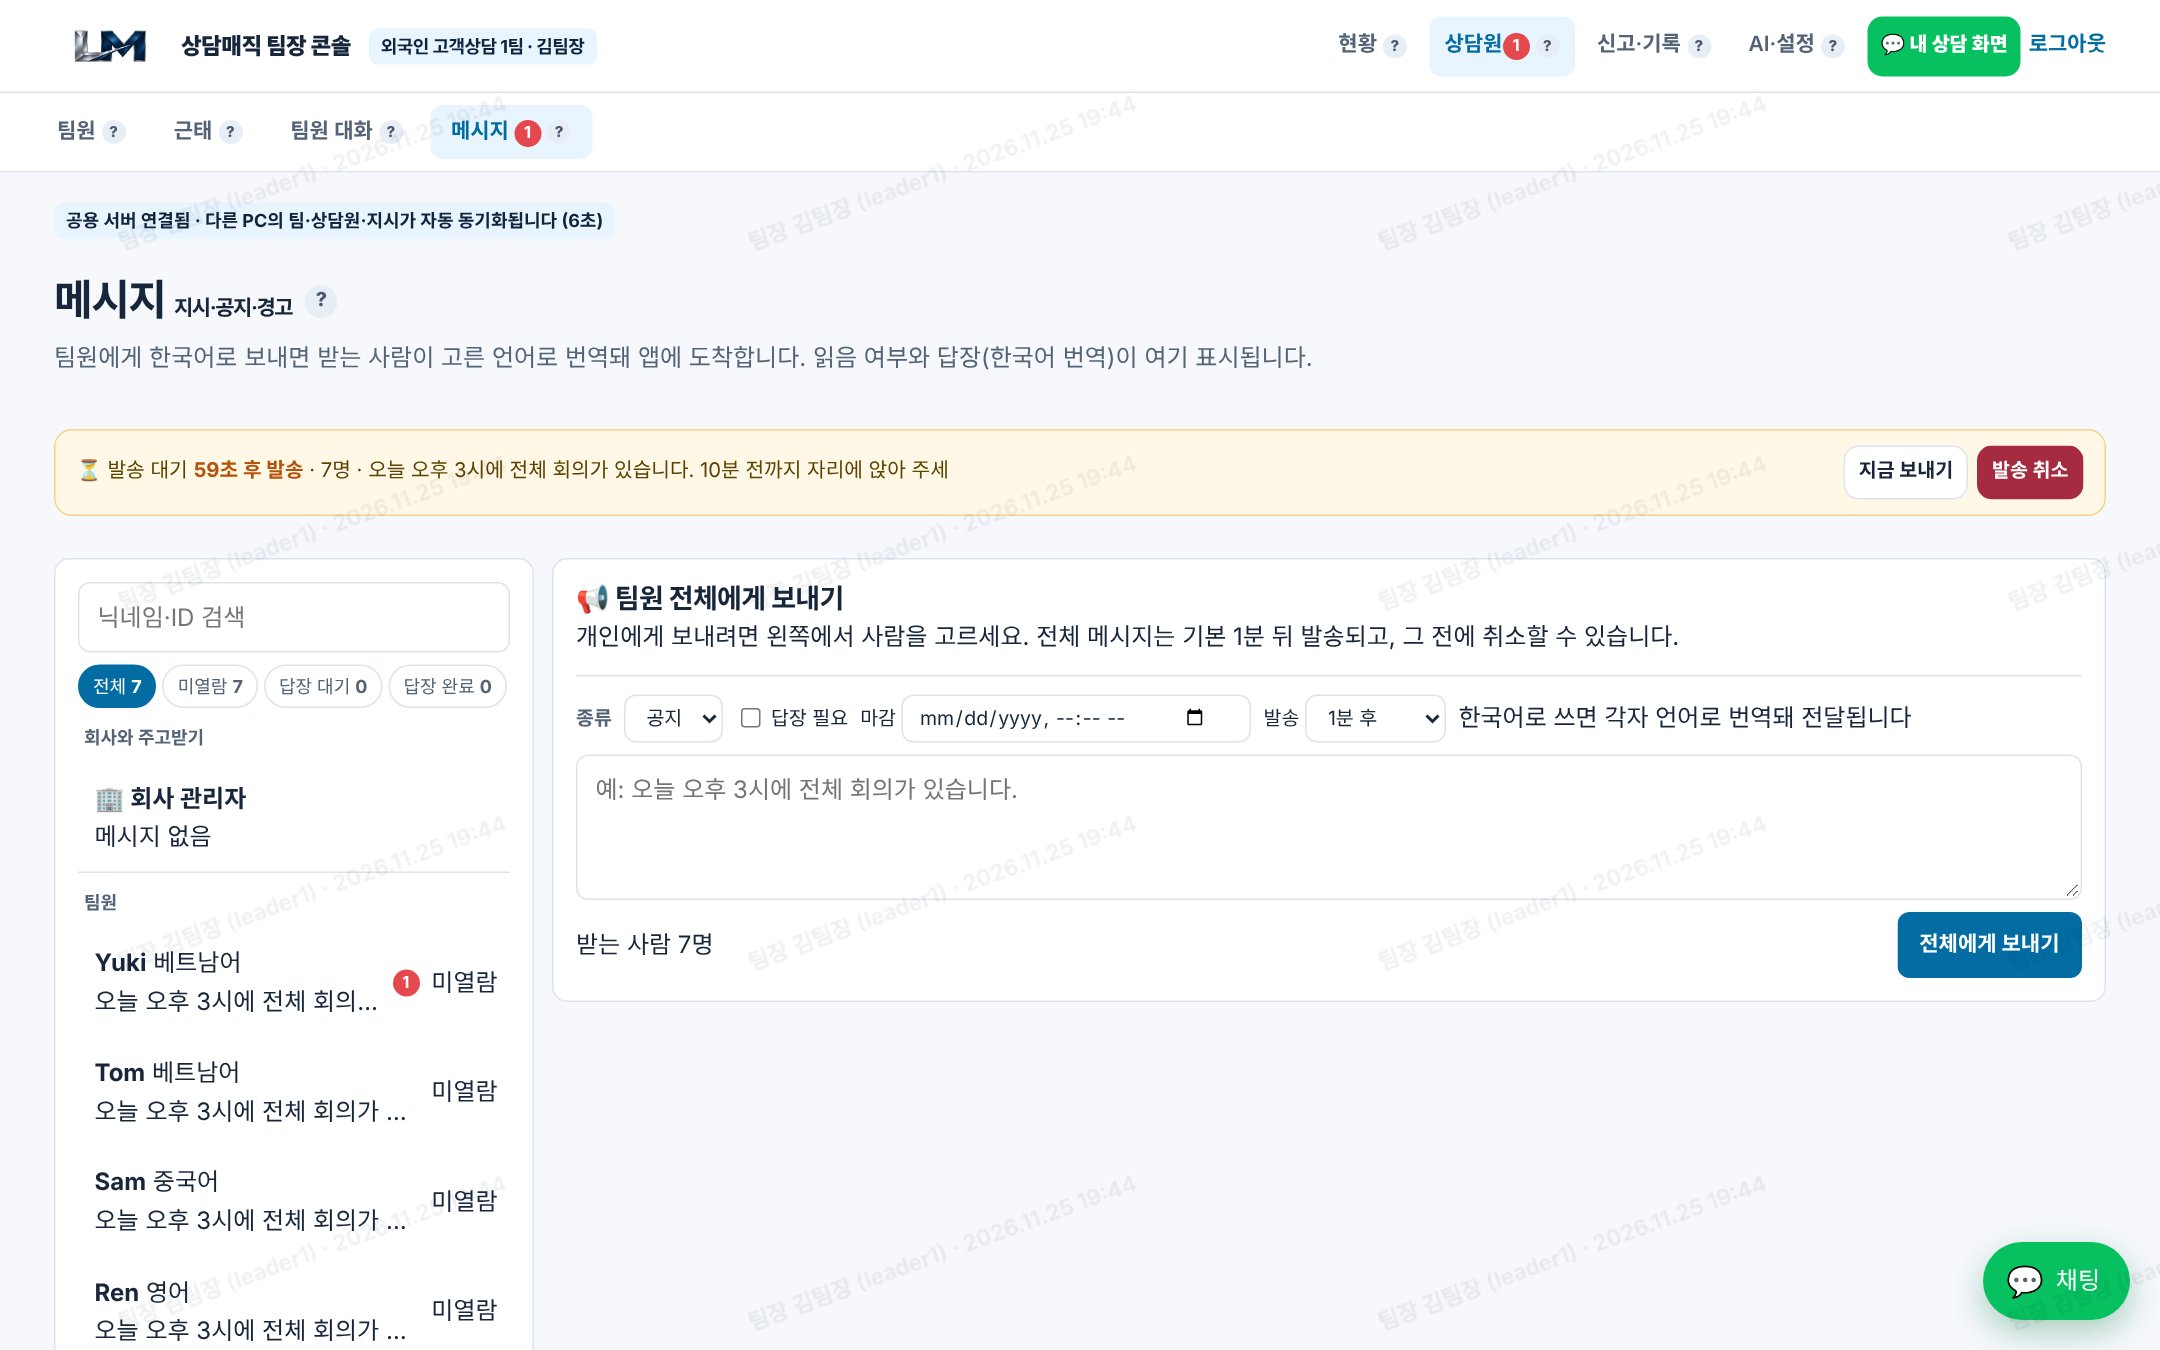 LM 상담매직 팀장 콘솔 외국인 고객상담 1팀 · 김팀장 현황 ? 상담원 1 ? 신고·기록 ? AI·설정 ? 💬 내 상담 화면 로그아웃
팀원 ? 근태 ? 팀원 대화 ? 메시지 1 ?
공용 서버 연결됨 · 다른 PC의 팀·상담원·지시가 자동 동기화됩니다 (6초)
메시지 지시·공지·경고 ?
팀원에게 한국어로 보내면 받는 사람이 고른 언어로 번역돼 앱에 도착합니다. 읽음 여부와 답장(한국어 번역)이 여기 표시됩니다.
⏳ 발송 대기 59초 후 발송 · 7명 · 오늘 오후 3시에 전체 회의가 있습니다. 10분 전까지 자리에 앉아 주세 지금 보내기 발송 취소
닉네임·ID 검색
전체 7 미열람 7 답장 대기 0 답장 완료 0
회사와 주고받기
🏢 회사 관리자
메시지 없음
팀원
Yuki 베트남어
오늘 오후 3시에 전체 회의... 1 미열람
Tom 베트남어
오늘 오후 3시에 전체 회의가 ... 미열람
Sam 중국어
오늘 오후 3시에 전체 회의가 ... 미열람
Ren 영어
오늘 오후 3시에 전체 회의가 ... 미열람
📢 팀원 전체에게 보내기
개인에게 보내려면 왼쪽에서 사람을 고르세요. 전체 메시지는 기본 1분 뒤 발송되고, 그 전에 취소할 수 있습니다.
종류 공지 답장 필요 마감 mm/dd/yyyy, --:-- -- 발송 1분 후 한국어로 쓰면 각자 언어로 번역돼 전달됩니다
예: 오늘 오후 3시에 전체 회의가 있습니다.
받는 사람 7명 전체에게 보내기
💬 채팅
팀장 김팀장 (leader1) · 2026.11.25 19:44